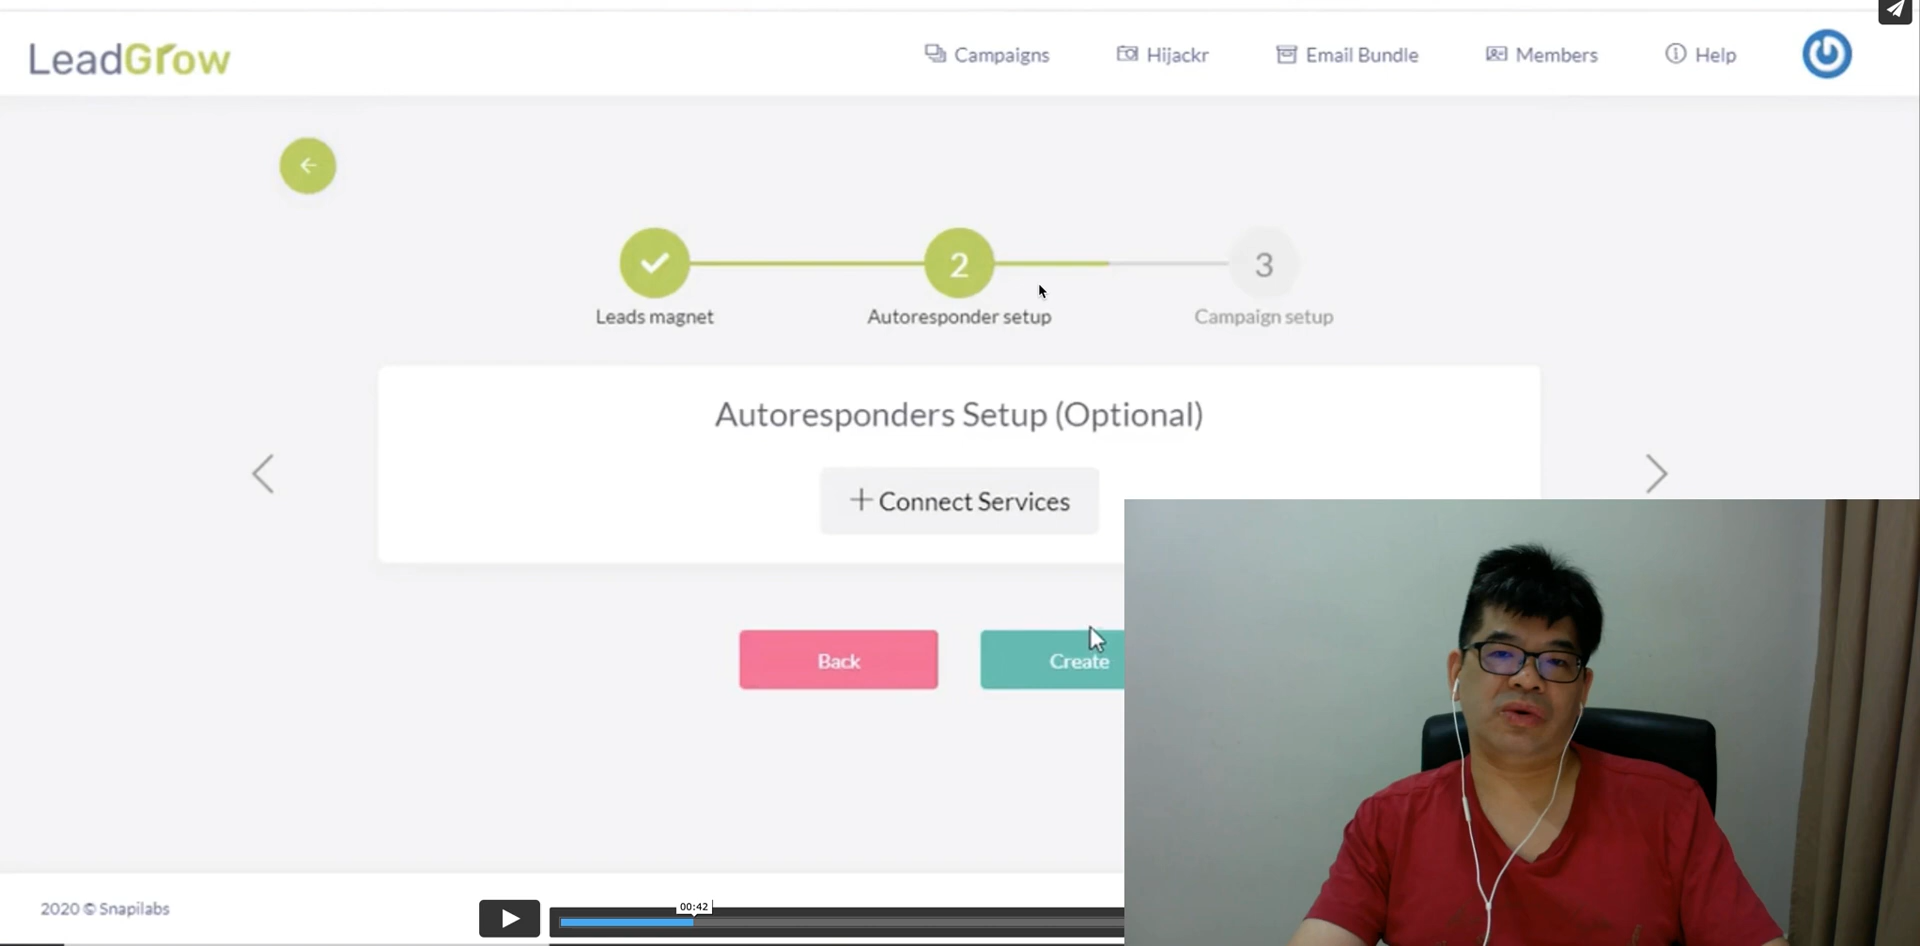 LeadGrow
Campaigns
Hijackr
Email Bundle
Members
Help
2
3
Leads magnet
Autoresponder setup
Campaign setup
Autoresponders Setup (Optional)
+ Connect Services
Back
Create
2020 © Snapilabs
00:42